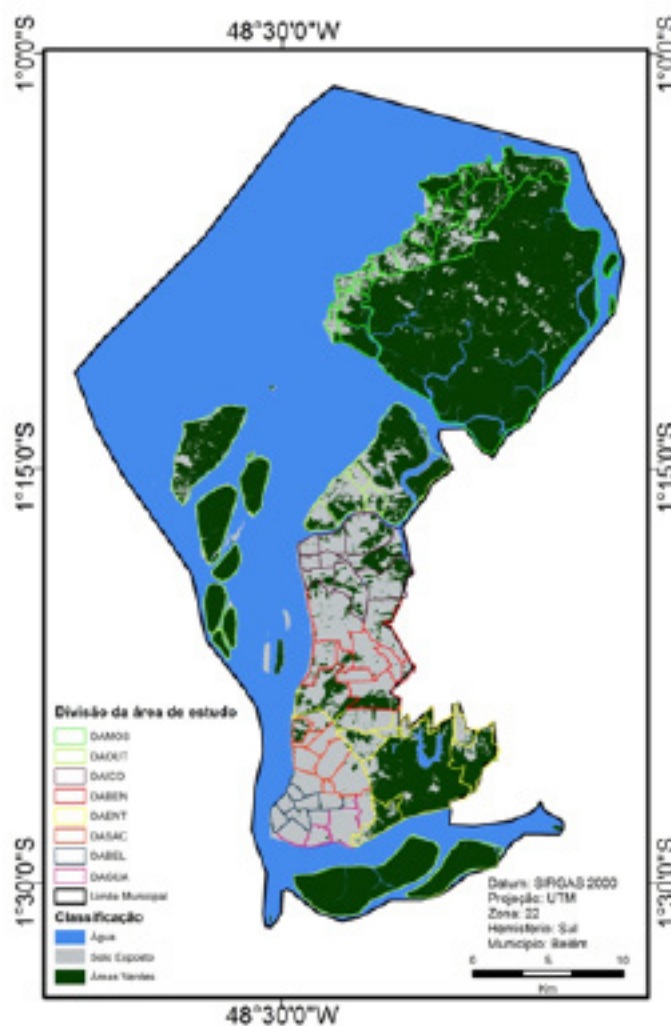 48°30'0"W
1°0'0"S
1°0'0"S
1°15'0"S
1°15'0"S
Divisão da área de estudo
DAMOS
DAOUT
DAICO
DABEN
DAENT
DASAC
DABEL
DAGUA
Limite Municipal
Classificação
Água
Solo Exposto
Áreas Verdes
1°30'0"S
1°30'0"S
Datum: SIRGAS 2000
Projeção: UTM
Zona: 22
Hemisfério: Sul
Município: Belém
0 5 10
Km
48°30'0"W